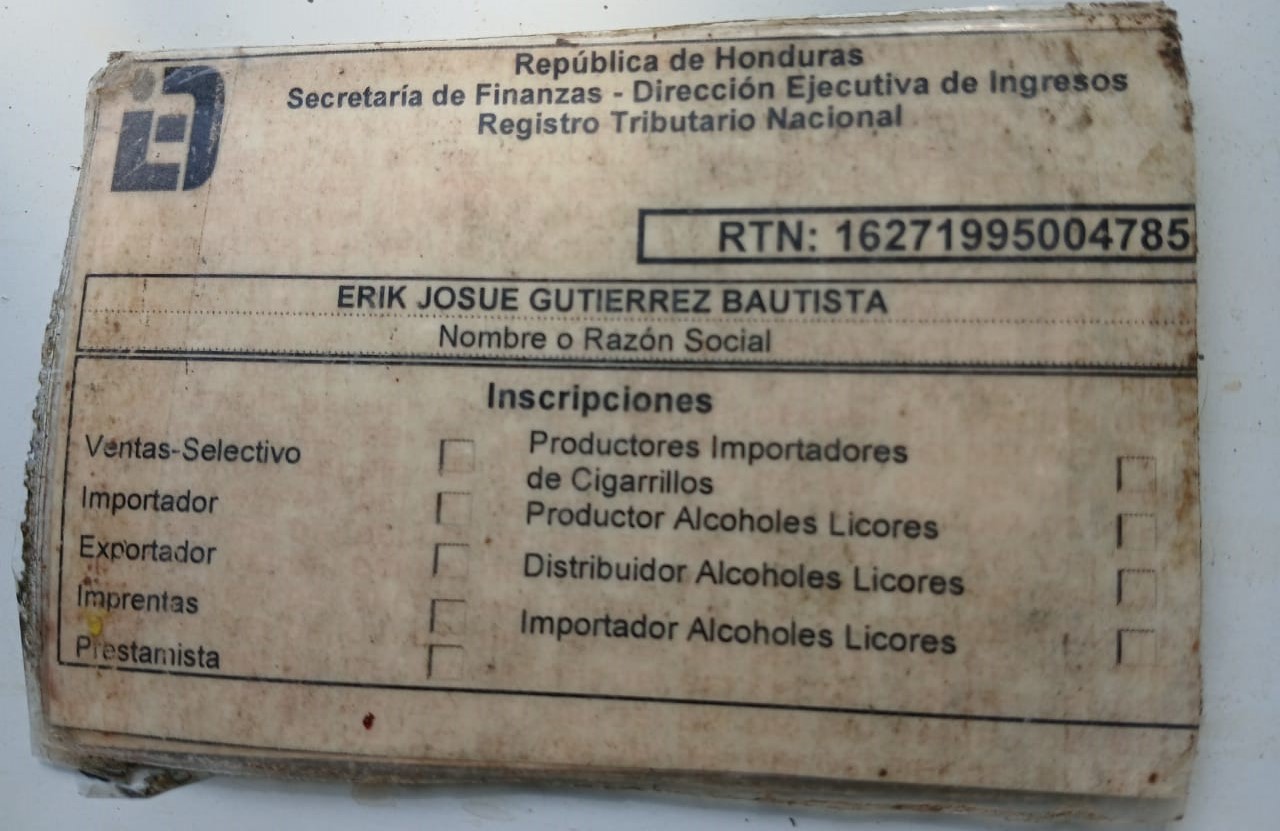 República de Honduras
Secretaría de Finanzas - Dirección Ejecutiva de Ingresos
Registro Tributario Nacional
RTN: 16271995004785
ERIK JOSUE GUTIERREZ BAUTISTA
Nombre o Razón Social
Inscripciones
Ventas-Selectivo
Importador
Exportador
Imprentas
Prestamista
Productores Importadores
de Cigarrillos
Productor Alcoholes Licores
Distribuidor Alcoholes Licores
Importador Alcoholes Licores